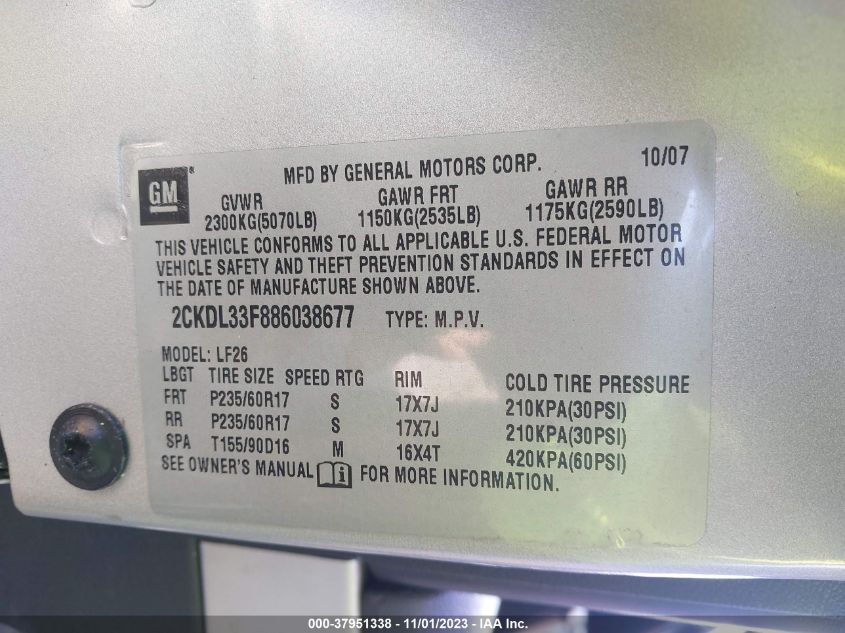 MFD BY GENERAL MOTORS CORP. 10/07
GM ®
GVWR GAWR FRT GAWR RR
2300KG(5070LB) 1150KG(2535LB) 1175KG(2590LB)
THIS VEHICLE CONFORMS TO ALL APPLICABLE U.S. FEDERAL MOTOR
VEHICLE SAFETY AND THEFT PREVENTION STANDARDS IN EFFECT ON
THE DATE OF MANUFACTURE SHOWN ABOVE.
2CKDL33F886038677 TYPE: M.P.V.
MODEL: LF26
LBGT TIRE SIZE SPEED RTG RIM COLD TIRE PRESSURE
FRT P235/60R17 S 17X7J 210KPA(30PSI)
RR P235/60R17 S 17X7J 210KPA(30PSI)
SPA T155/90D16 M 16X4T 420KPA(60PSI)
SEE OWNER'S MANUAL i FOR MORE INFORMATION.
000-37951338 - 11/01/2023 - IAAI.COM.